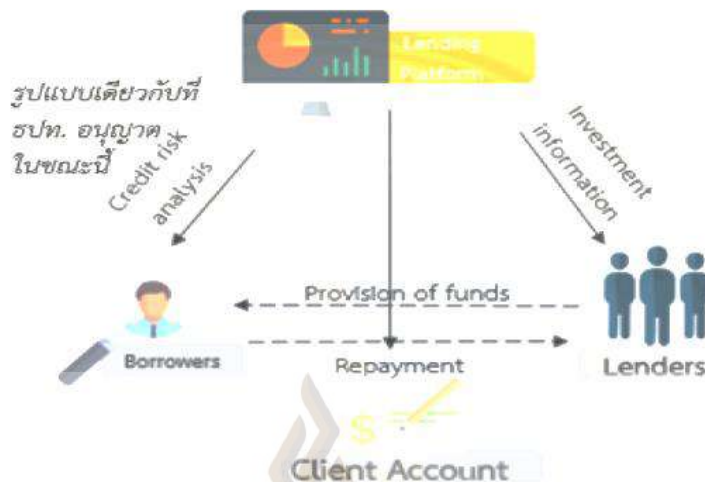 Lending
Platform
รูปแบบเดียวกับที่
ธปท. อนุญาต
ในขณะนี้
Credit risk
analysis
Investment
information
Provision of funds
Borrowers
Repayment
Lenders
$
Client Account